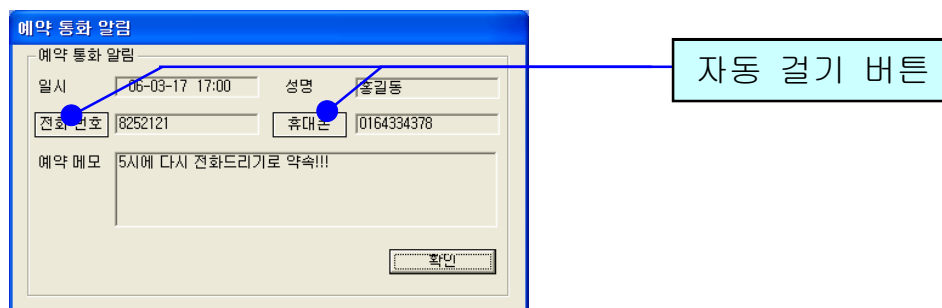 예약 통화 알림
예약 통화 알림
일시 06-03-17 17:00 성명 홍길동
전화 번호 8252121 휴대폰 0164334378
예약 메모 5시에 다시 전화드리기로 약속!!!
확인
자동 걸기 버튼